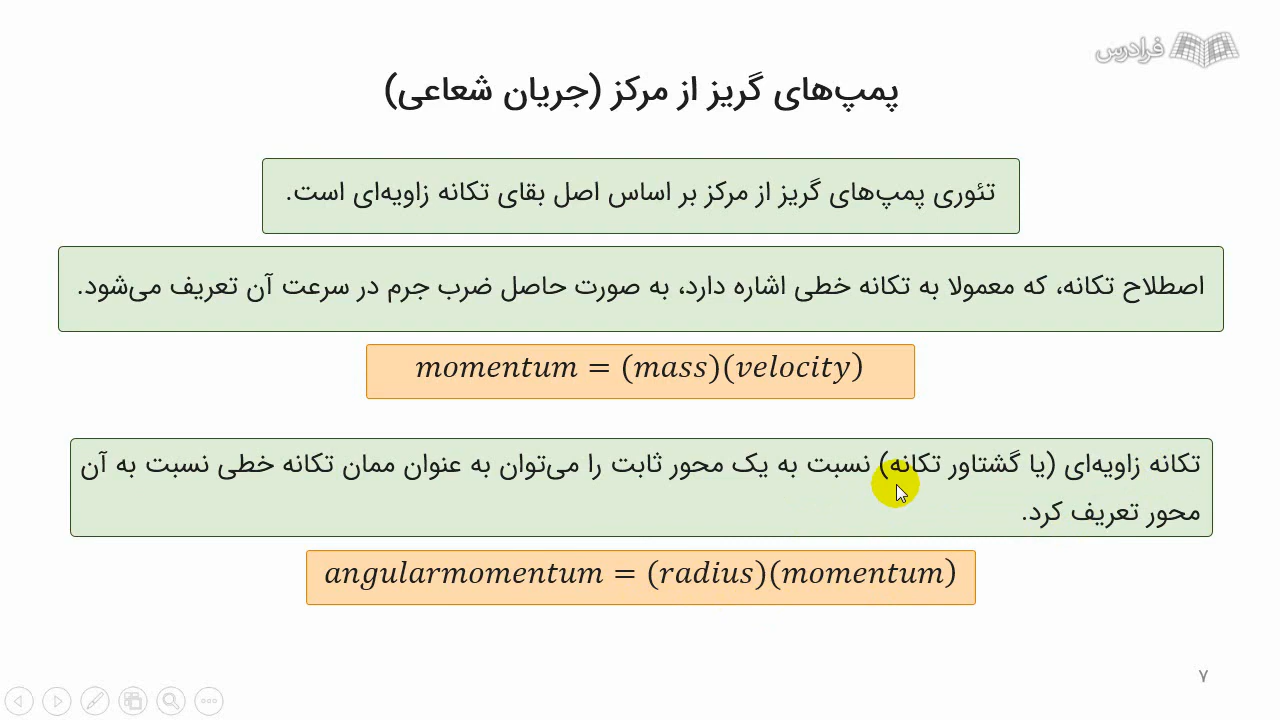 فرادرس
پمپ‌های گریز از مرکز (جریان شعاعی)
تئوری پمپ‌های گریز از مرکز بر اساس اصل بقای تکانه زاویه‌ای است.
اصطلاح تکانه، که معمولا به تکانه خطی اشاره دارد، به صورت حاصل ضرب جرم در سرعت آن تعریف می‌شود.
momentum = (mass)(velocity)
تکانه زاویه‌ای (یا گشتاور تکانه) نسبت به یک محور ثابت را می‌توان به عنوان ممان تکانه خطی نسبت به آن
محور تعریف کرد.
angularmomentum = (radius)(momentum)
۷